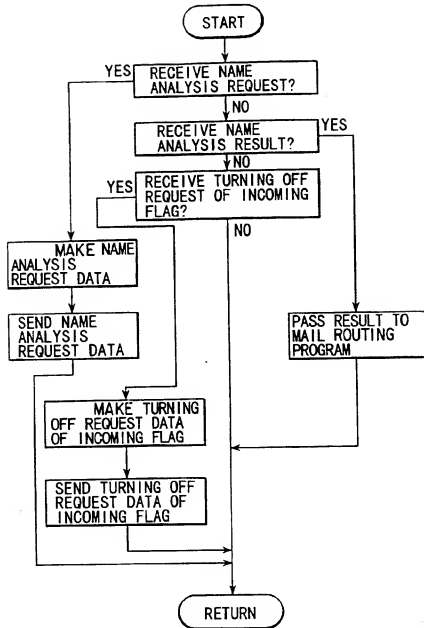 START
YES
RECEIVE NAME
ANALYSIS REQUEST?
NO
RECEIVE NAME
ANALYSIS RESULT?
YES
NO
YES
RECEIVE TURNING OFF
REQUEST OF INCOMING
FLAG?
NO
MAKE NAME
ANALYSIS
REQUEST DATA
SEND NAME
ANALYSIS
REQUEST DATA
PASS RESULT TO
MAIL ROUTING
PROGRAM
MAKE TURNING
OFF REQUEST DATA
OF INCOMING FLAG
SEND TURNING OFF
REQUEST DATA OF
INCOMING FLAG
RETURN